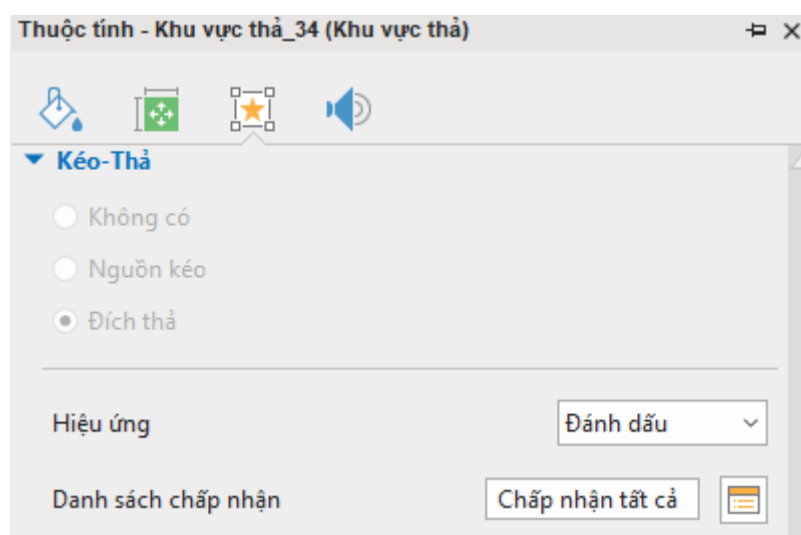 Thuộc tính - Khu vực thả_34 (Khu vực thả)
Kéo-Thả
Không có
Nguồn kéo
Đích thả
Hiệu ứng
Đánh dấu
Danh sách chấp nhận
Chấp nhận tất cả